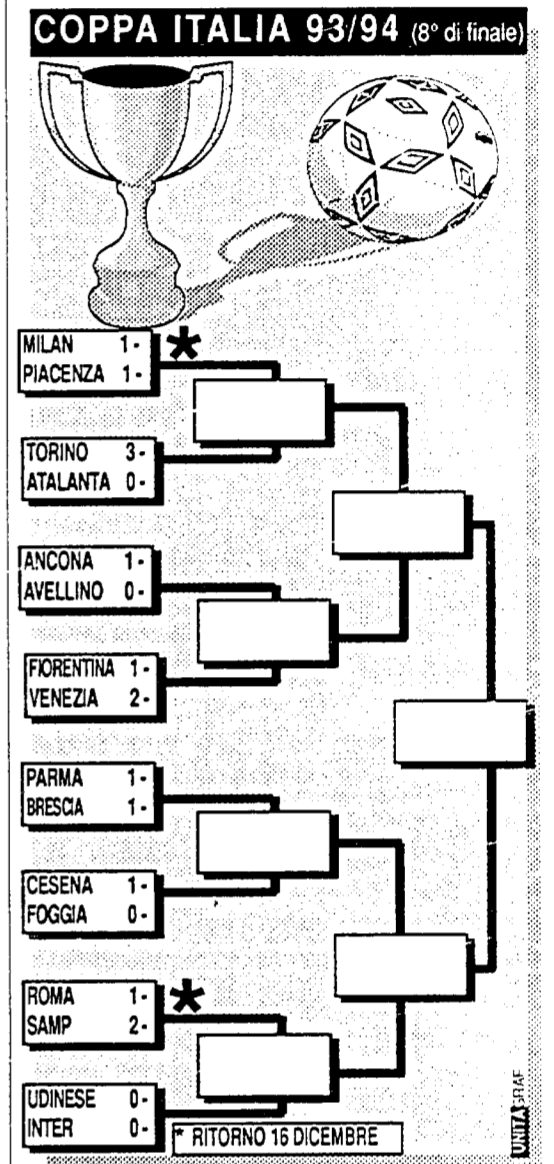 COPPA ITALIA 93/94 (8° di finale)
MILAN 1- *
PIACENZA 1-
TORINO 3-
ATALANTA 0-
ANCONA 1-
AVELLINO 0-
FIORENTINA 1-
VENEZIA 2-
PARMA 1-
BRESCIA 1-
CESENA 1-
FOGGIA 0-
ROMA 1- *
SAMP 2-
UDINESE 0-
INTER 0-
* RITORNO 16 DICEMBRE
UNITÀGRAF